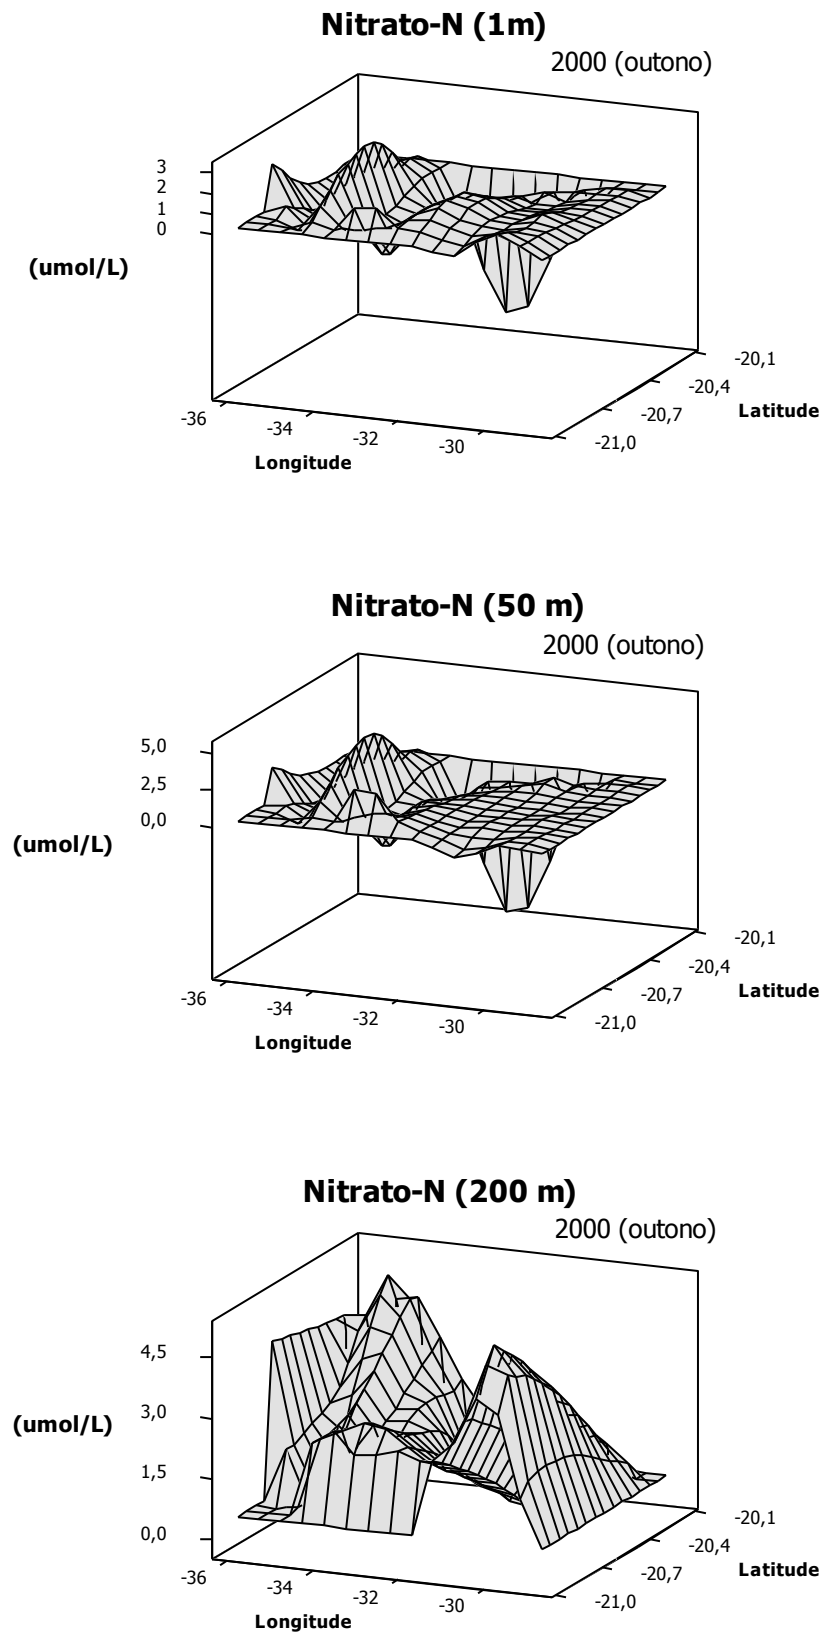 Nitrato-N (1m)
2000 (outono)
3
2
1
0
(umol/L)
-36
-34
-32
-30
Longitude
-20,1
-20,4
-20,7
-21,0
Latitude
Nitrato-N (50 m)
2000 (outono)
5,0
2,5
0,0
(umol/L)
-36
-34
-32
-30
Longitude
-20,1
-20,4
-20,7
-21,0
Latitude
Nitrato-N (200 m)
2000 (outono)
4,5
3,0
1,5
0,0
(umol/L)
-36
-34
-32
-30
Longitude
-20,1
-20,4
-20,7
-21,0
Latitude